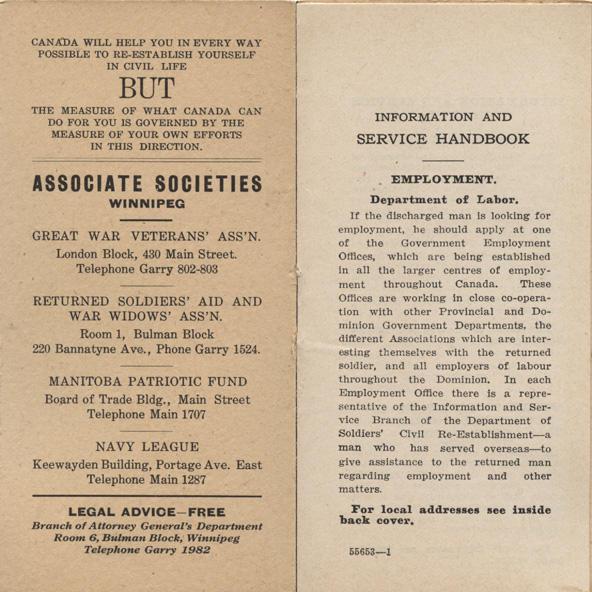 CANADA WILL HELP YOU IN EVERY WAY
POSSIBLE TO RE-ESTABLISH YOURSELF
IN CIVIL LIFE
BUT
THE MEASURE OF WHAT CANADA CAN
DO FOR YOU IS GOVERNED BY THE
MEASURE OF YOUR OWN EFFORTS
IN THIS DIRECTION.
ASSOCIATE SOCIETIES
WINNIPEG
GREAT WAR VETERANS' ASS'N.
London Block, 430 Main Street.
Telephone Garry 802-803
RETURNED SOLDIERS' AID AND
WAR WIDOWS' ASS'N.
Room 1, Bulman Block
220 Bannatyne Ave., Phone Garry 1524.
MANITOBA PATRIOTIC FUND
Board of Trade Bldg., Main Street
Telephone Main 1707
NAVY LEAGUE
Keewayden Building, Portage Ave. East
Telephone Main 1287
LEGAL ADVICE—FREE
Branch of Attorney General's Department
Room 6, Bulman Block, Winnipeg
Telephone Garry 1982
INFORMATION AND
SERVICE HANDBOOK
EMPLOYMENT.
Department of Labor.
If the discharged man is looking for
employment, he should apply at one
of the Government Employment
Offices, which are being established
in all the larger centres of employ-
ment throughout Canada. These
Offices are working in close co-opera-
tion with other Provincial and Do-
minion Government Departments, the
different Associations which are inter-
esting themselves with the returned
soldier, and all employers of labour
throughout the Dominion. In each
Employment Office there is a repre-
sentative of the Information and Ser-
vice Branch of the Department of
Soldiers' Civil Re-Establishment—a
man who has served overseas—to
give assistance to the returned man
regarding employment and other
matters.
For local addresses see inside
back cover.
55653—1